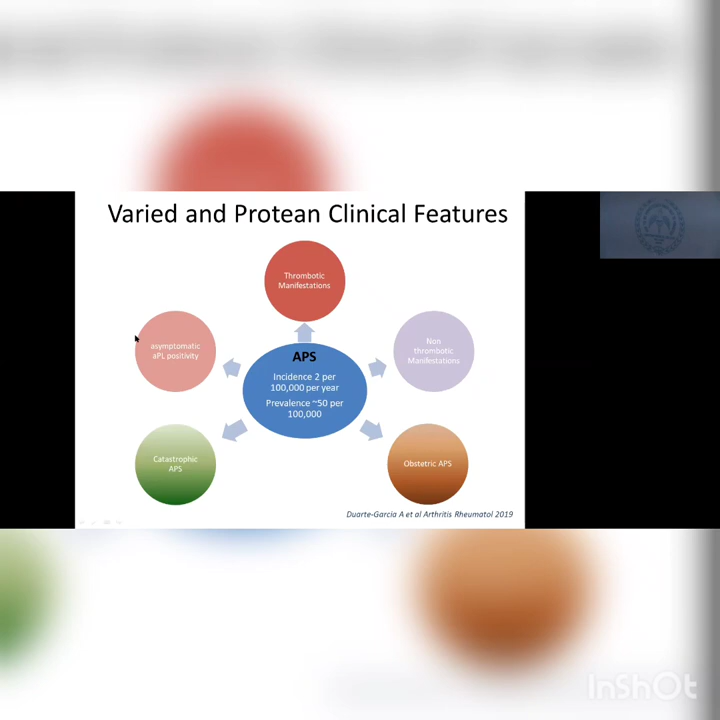 Varied and Protean Clinical Features
Thrombotic
Manifestations
asymptomatic
aPL positivity
Non
thrombotic
Manifestations
APS
Incidence 2 per
100,000 per year
Prevalence ~50 per
100,000
Catastrophic
APS
Obstetric APS
Duarte-Garcia A et al Arthritis Rheumatol 2019
InShOt